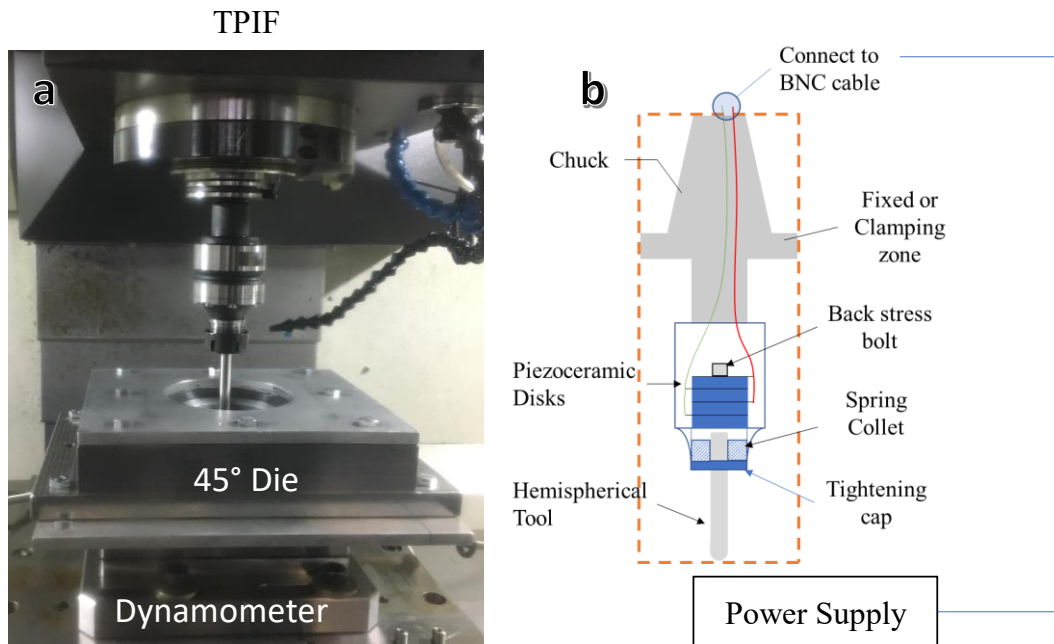 TPIF
a
45° Die
Dynamometer
b
Connect to
BNC cable
Chuck
Fixed or
Clamping
zone
Back stress
bolt
Piezoceramic
Disks
Spring
Collet
Hemispherical
Tool
Tightening
cap
Power Supply